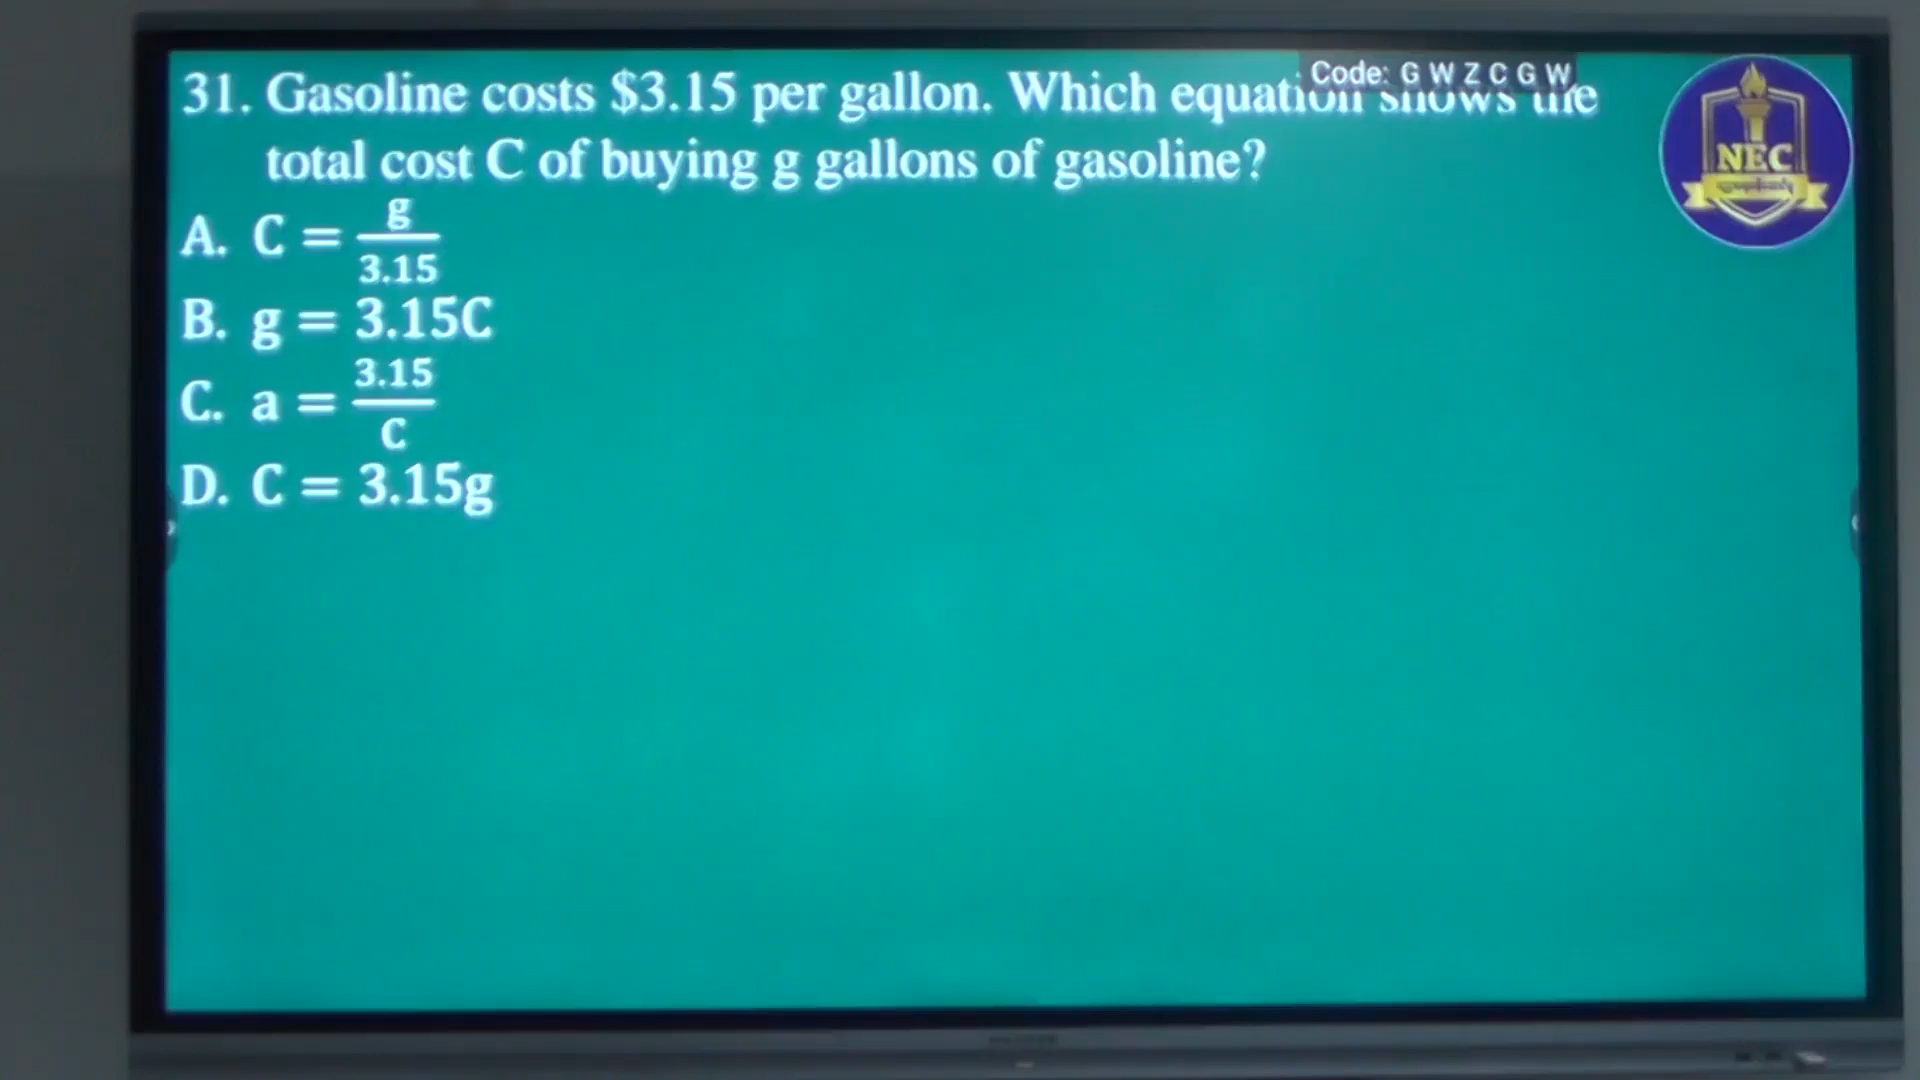 Code: G W Z C G W
31. Gasoline costs $3.15 per gallon. Which equation shows the
total cost C of buying g gallons of gasoline?
A. C = g/3.15
B. g = 3.15C
C. a = 3.15/C
D. C = 3.15g
NEC